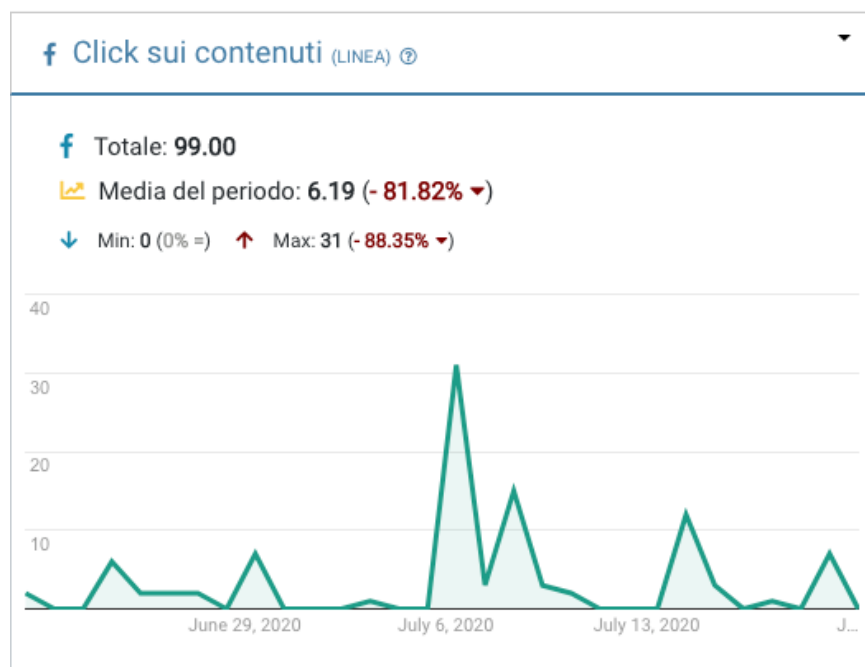 Click sui contenuti (LINEA)
Totale: 99.00
Media del periodo: 6.19 (- 81.82% ▾)
Min: 0 (0% =) Max: 31 (- 88.35% ▾)
40
30
20
10
June 29, 2020 July 6, 2020 July 13, 2020 J...